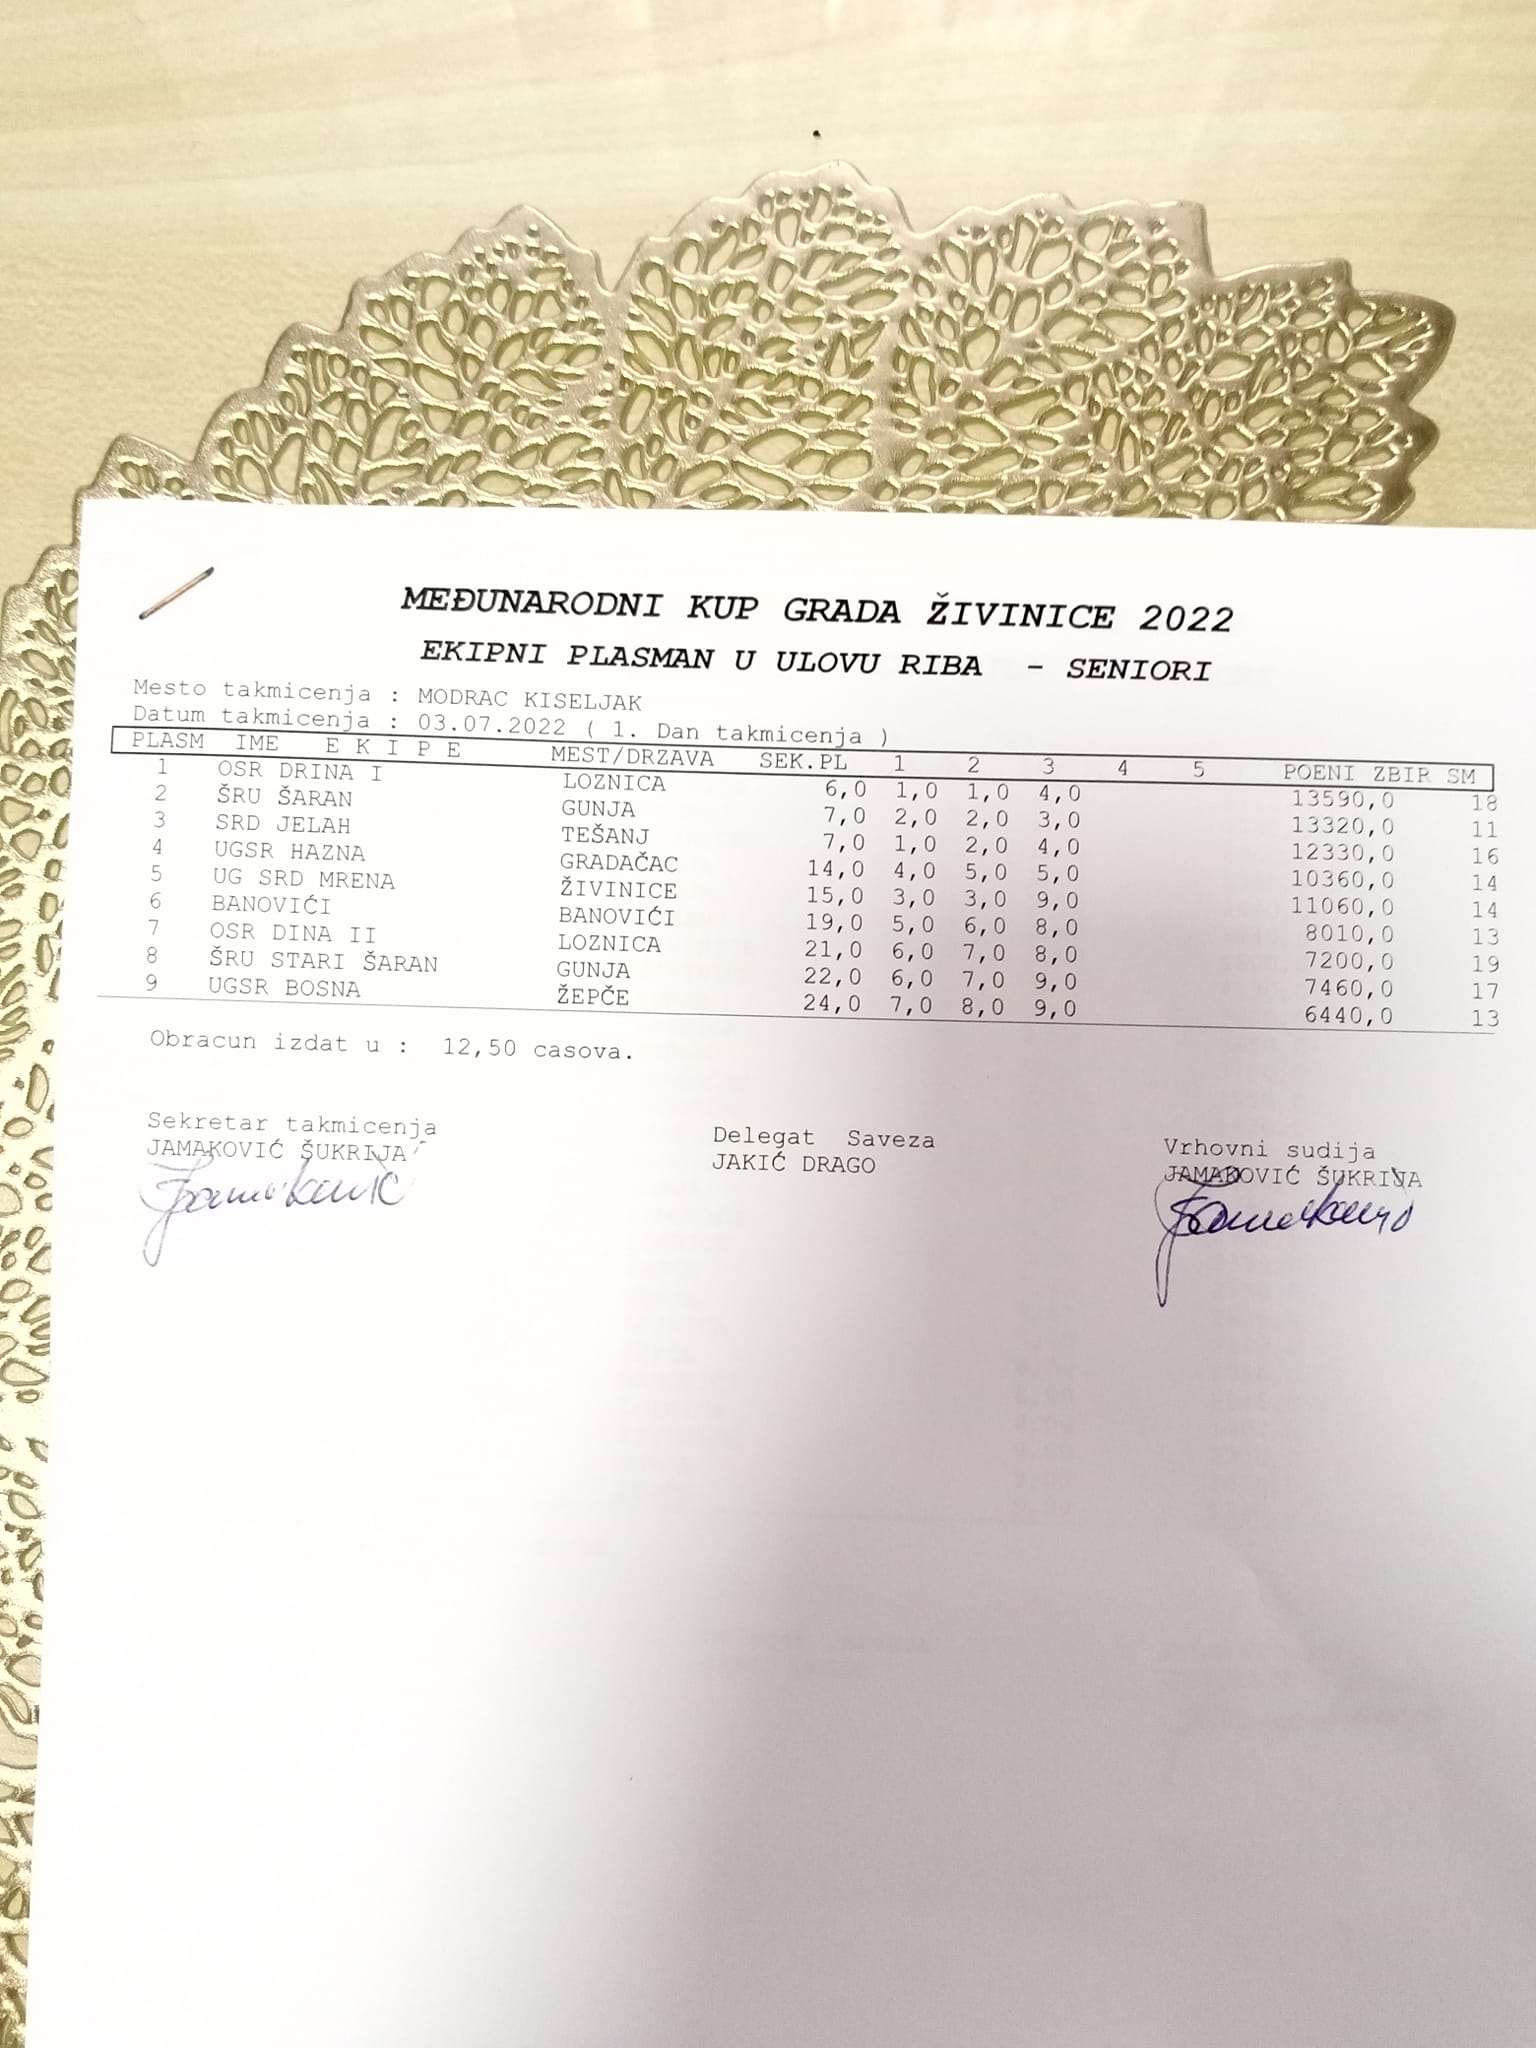 MEĐUNARODNI KUP GRADA ŽIVINICE 2022
EKIPNI PLASMAN U ULOVU RIBA - SENIORI
Mesto takmicenja : MODRAC KISELJAK
Datum takmicenja : 03.07.2022 ( 1. Dan takmicenja )
PLASM IME E K I P E MEST/DRZAVA SEK.PL 1 2 3 4 5 POENI ZBIR SM
1 OSR DRINA I LOZNICA 6,0 1,0 1,0 4,0 13590,0 18
2 ŠRU ŠARAN GUNJA 7,0 2,0 2,0 3,0 13320,0 11
3 SRD JELAH TEŠANJ 7,0 1,0 2,0 4,0 12330,0 16
4 UGSR HAZNA GRADAČAC 14,0 4,0 5,0 5,0 10360,0 14
5 UG SRD MRENA ŽIVINICE 15,0 3,0 3,0 9,0 11060,0 14
6 BANOVIĆI BANOVIĆI 19,0 5,0 6,0 8,0 8010,0 13
7 OSR DINA II LOZNICA 21,0 6,0 7,0 8,0 7200,0 19
8 ŠRU STARI ŠARAN GUNJA 22,0 6,0 7,0 9,0 7460,0 17
9 UGSR BOSNA ŽEPČE 24,0 7,0 8,0 9,0 6440,0 13
Obracun izdat u : 12,50 casova.
Sekretar takmicenja Delegat Saveza Vrhovni sudija
JAMAKOVIĆ ŠUKRIJA JAKIĆ DRAGO JAMAKOVIĆ ŠUKRIJA